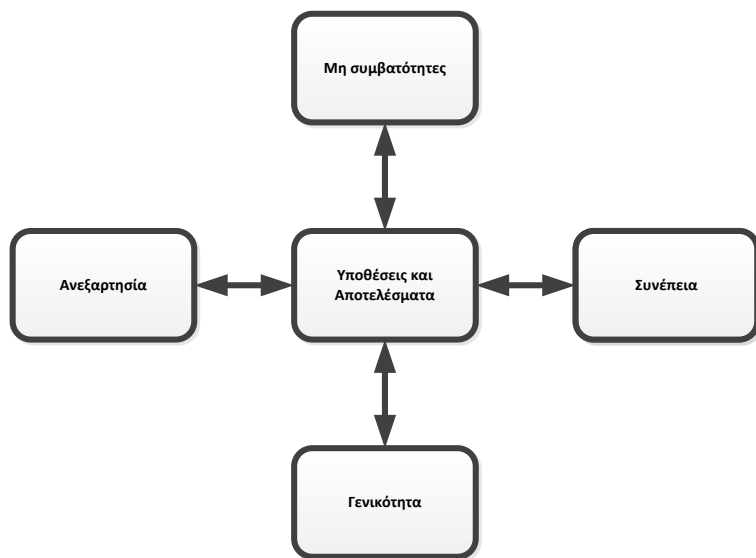 Μη συμβατότητες
Ανεξαρτησία
Υποθέσεις και
Αποτελέσματα
Συνέπεια
Γενικότητα